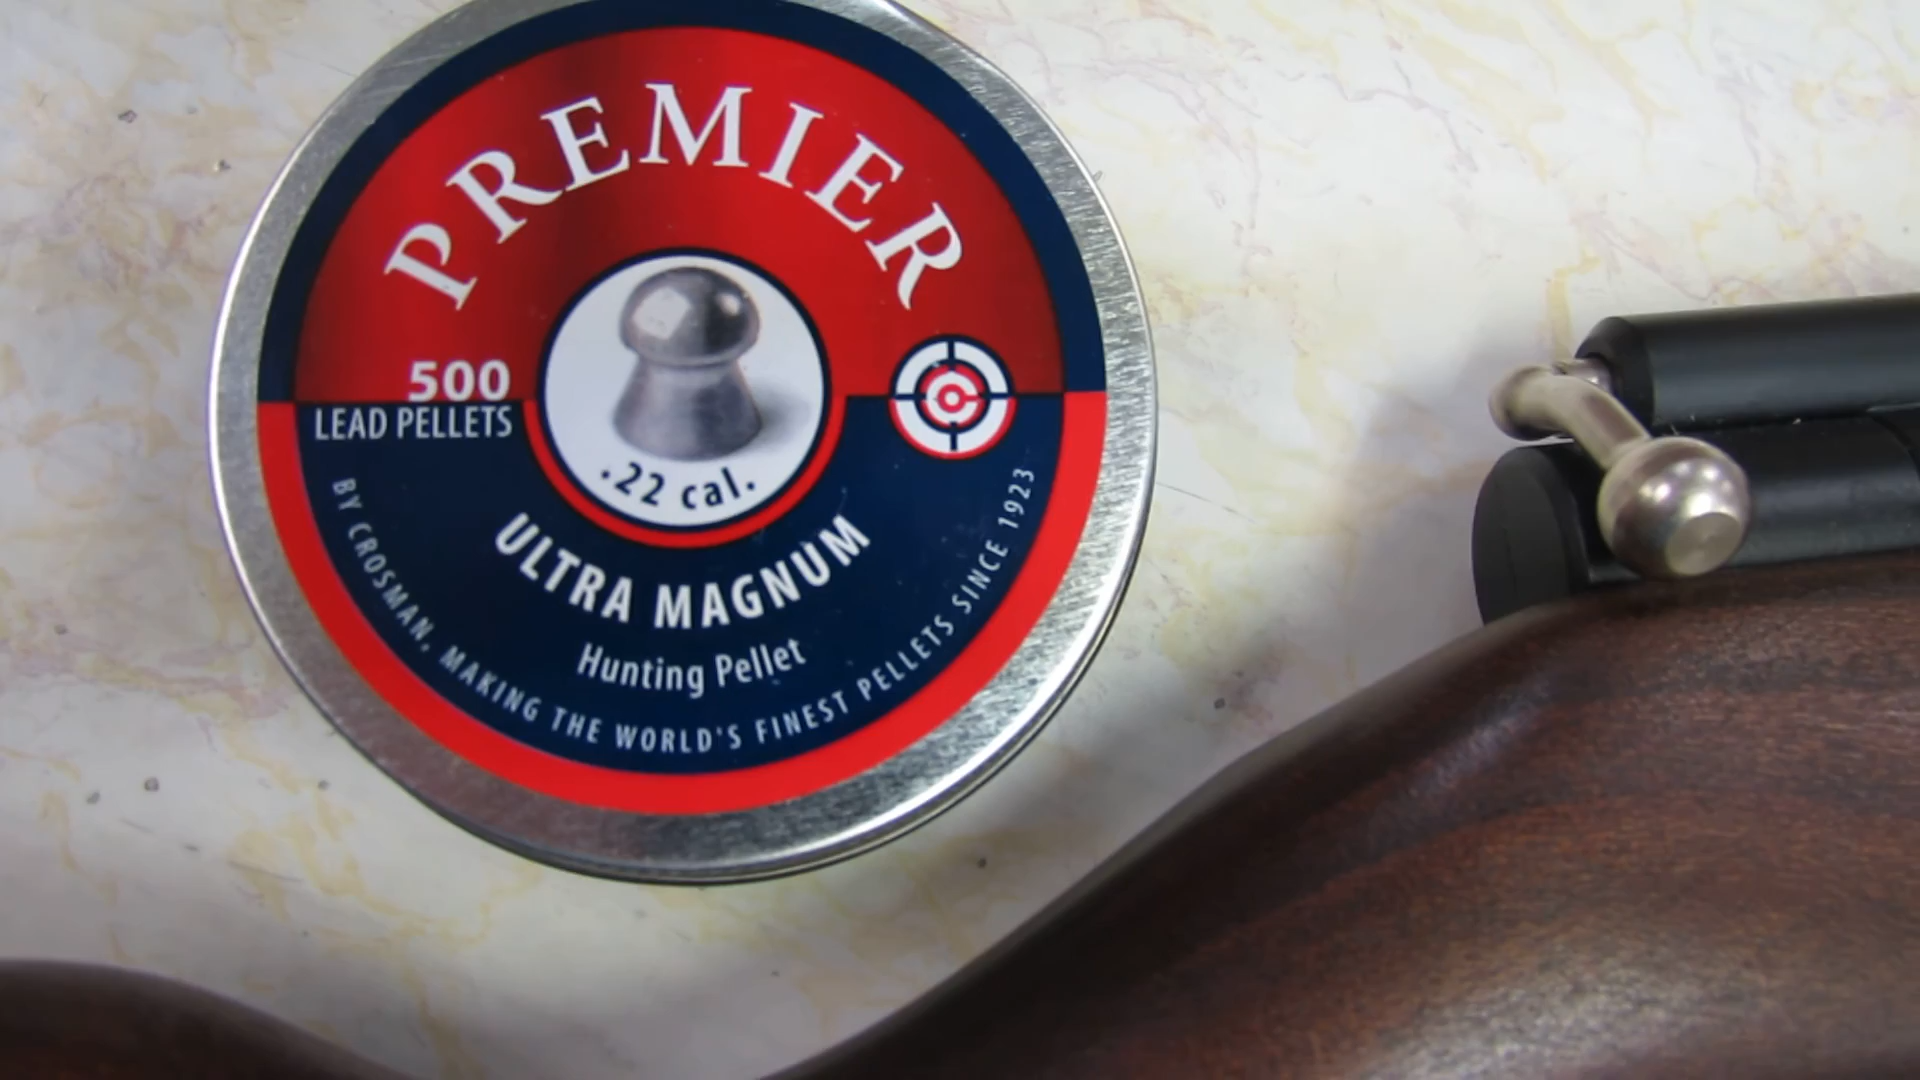 PREMIER
500
LEAD PELLETS
.22 cal.
ULTRA MAGNUM
Hunting Pellet
BY CROSMAN, MAKING THE WORLD'S FINEST PELLETS SINCE 1923